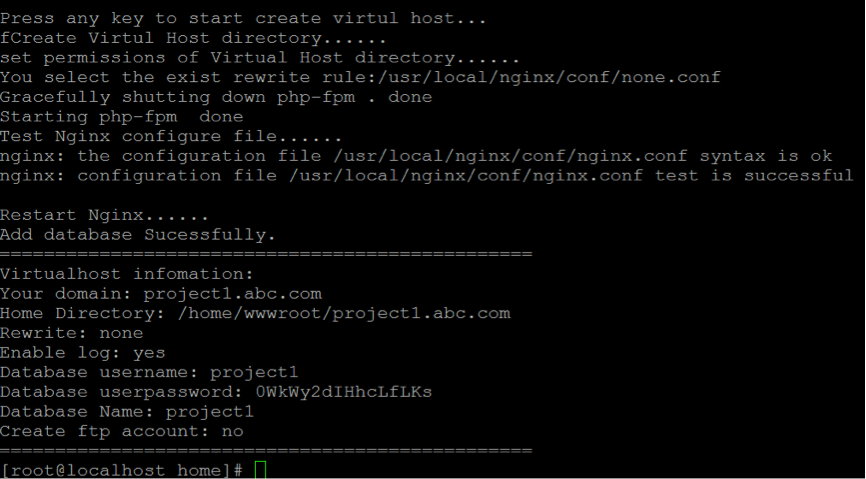 Press any key to start create virtul host...
fCreate Virtul Host directory......
set permissions of Virtual Host directory......
You select the exist rewrite rule:/usr/local/nginx/conf/none.conf
Gracefully shutting down php-fpm . done
Starting php-fpm  done
Test Nginx configure file......
nginx: the configuration file /usr/local/nginx/conf/nginx.conf syntax is ok
nginx: configuration file /usr/local/nginx/conf/nginx.conf test is successful
Restart Nginx......
Add database Sucessfully.
================================================
Virtualhost infomation:
Your domain: project1.abc.com
Home Directory: /home/wwwroot/project1.abc.com
Rewrite: none
Enable log: yes
Database username: project1
Database userpassword: 0WkWy2dIHhcLfLKs
Database Name: project1
Create ftp account: no
================================================
[root@localhost home]#